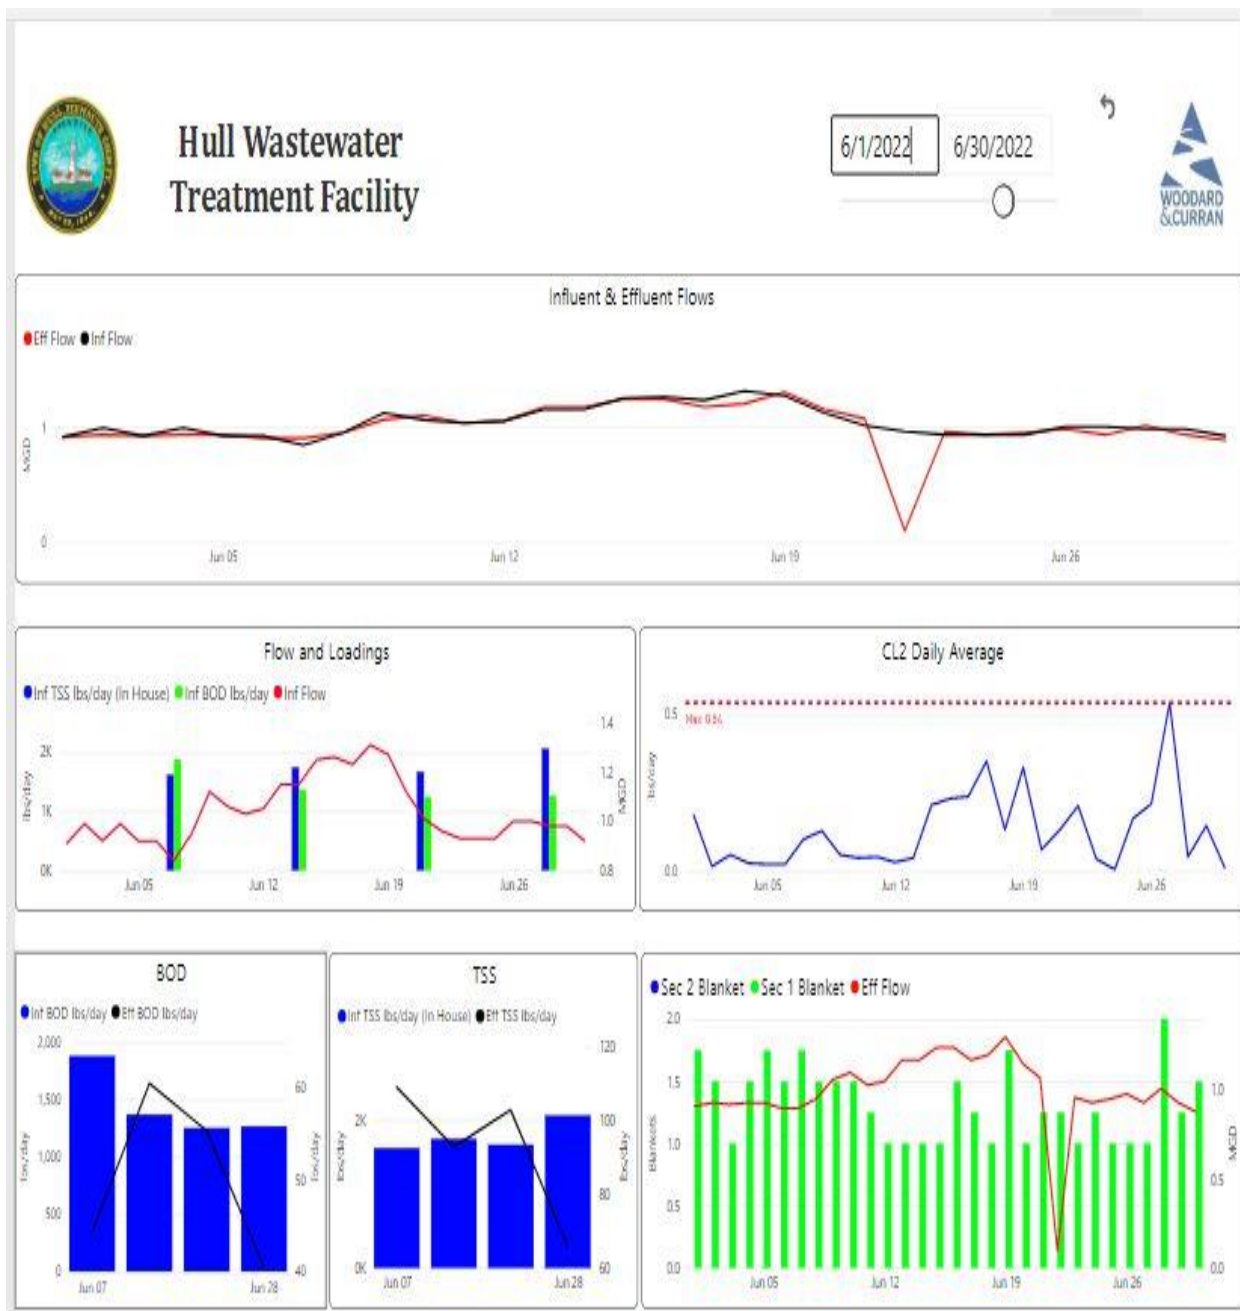 Hull Wastewater
Treatment Facility
6/1/2022 6/30/2022
WOODARD
&CURRAN
Influent & Effluent Flows
Eff Flow Inf Flow
MGD
1
0
Jun 05 Jun 12 Jun 19 Jun 26
Flow and Loadings
Inf TSS lbs/day (In House) Inf BOD lbs/day Inf Flow
lbs/day
2K
1K
0K
1.4
1.2
1.0
0.8
MGD
Jun 05 Jun 12 Jun 19 Jun 26
CL2 Daily Average
0.5
0.0
lbs/day
Jun 05 Jun 12 Jun 19 Jun 26
BOD
Inf BOD lbs/day Eff BOD lbs/day
2,000
1,500
1,000
500
0
lbs/day
60
50
40
lbs/day
Jun 07 Jun 28
TSS
Inf TSS lbs/day (In House) Eff TSS lbs/day
2K
0K
lbs/day
120
100
80
60
lbs/day
Jun 07 Jun 28
Sec 2 Blanket Sec 1 Blanket Eff Flow
2.0
1.5
1.0
0.5
0.0
Blankets
1.0
0.5
0.0
MGD
Jun 05 Jun 12 Jun 19 Jun 26